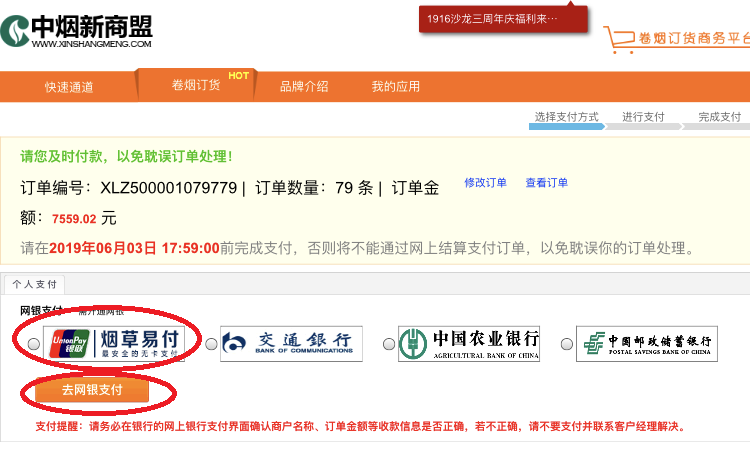 中烟新商盟
WWW.XINSHANGMENG.COM
1916沙龙三周年庆福利来…
卷烟订货商务平台
快速通道
卷烟订货
HOT
品牌介绍
我的应用
选择支付方式
进行支付
完成支付
请您及时付款，以免耽误订单处理！
订单编号：XLZ500001079779 | 订单数量：79 条 | 订单金
额：7559.02 元
修改订单
查看订单
请在2019年06月03日 17:59:00前完成支付，否则将不能通过网上结算支付订单，以免耽误你的订单处理。
个人支付
网银支付 需开通网银
UnionPay
银联
烟草易付
最安全的无卡支付
交通银行
BANK OF COMMUNICATIONS
中国农业银行
AGRICULTURAL BANK OF CHINA
中国邮政储蓄银行
POSTAL SAVINGS BANK OF CHINA
去网银支付
支付提醒：请务必在银行的网上银行支付界面确认商户名称、订单金额等收款信息是否正确，若不正确，请不要支付并联系客户经理解决。